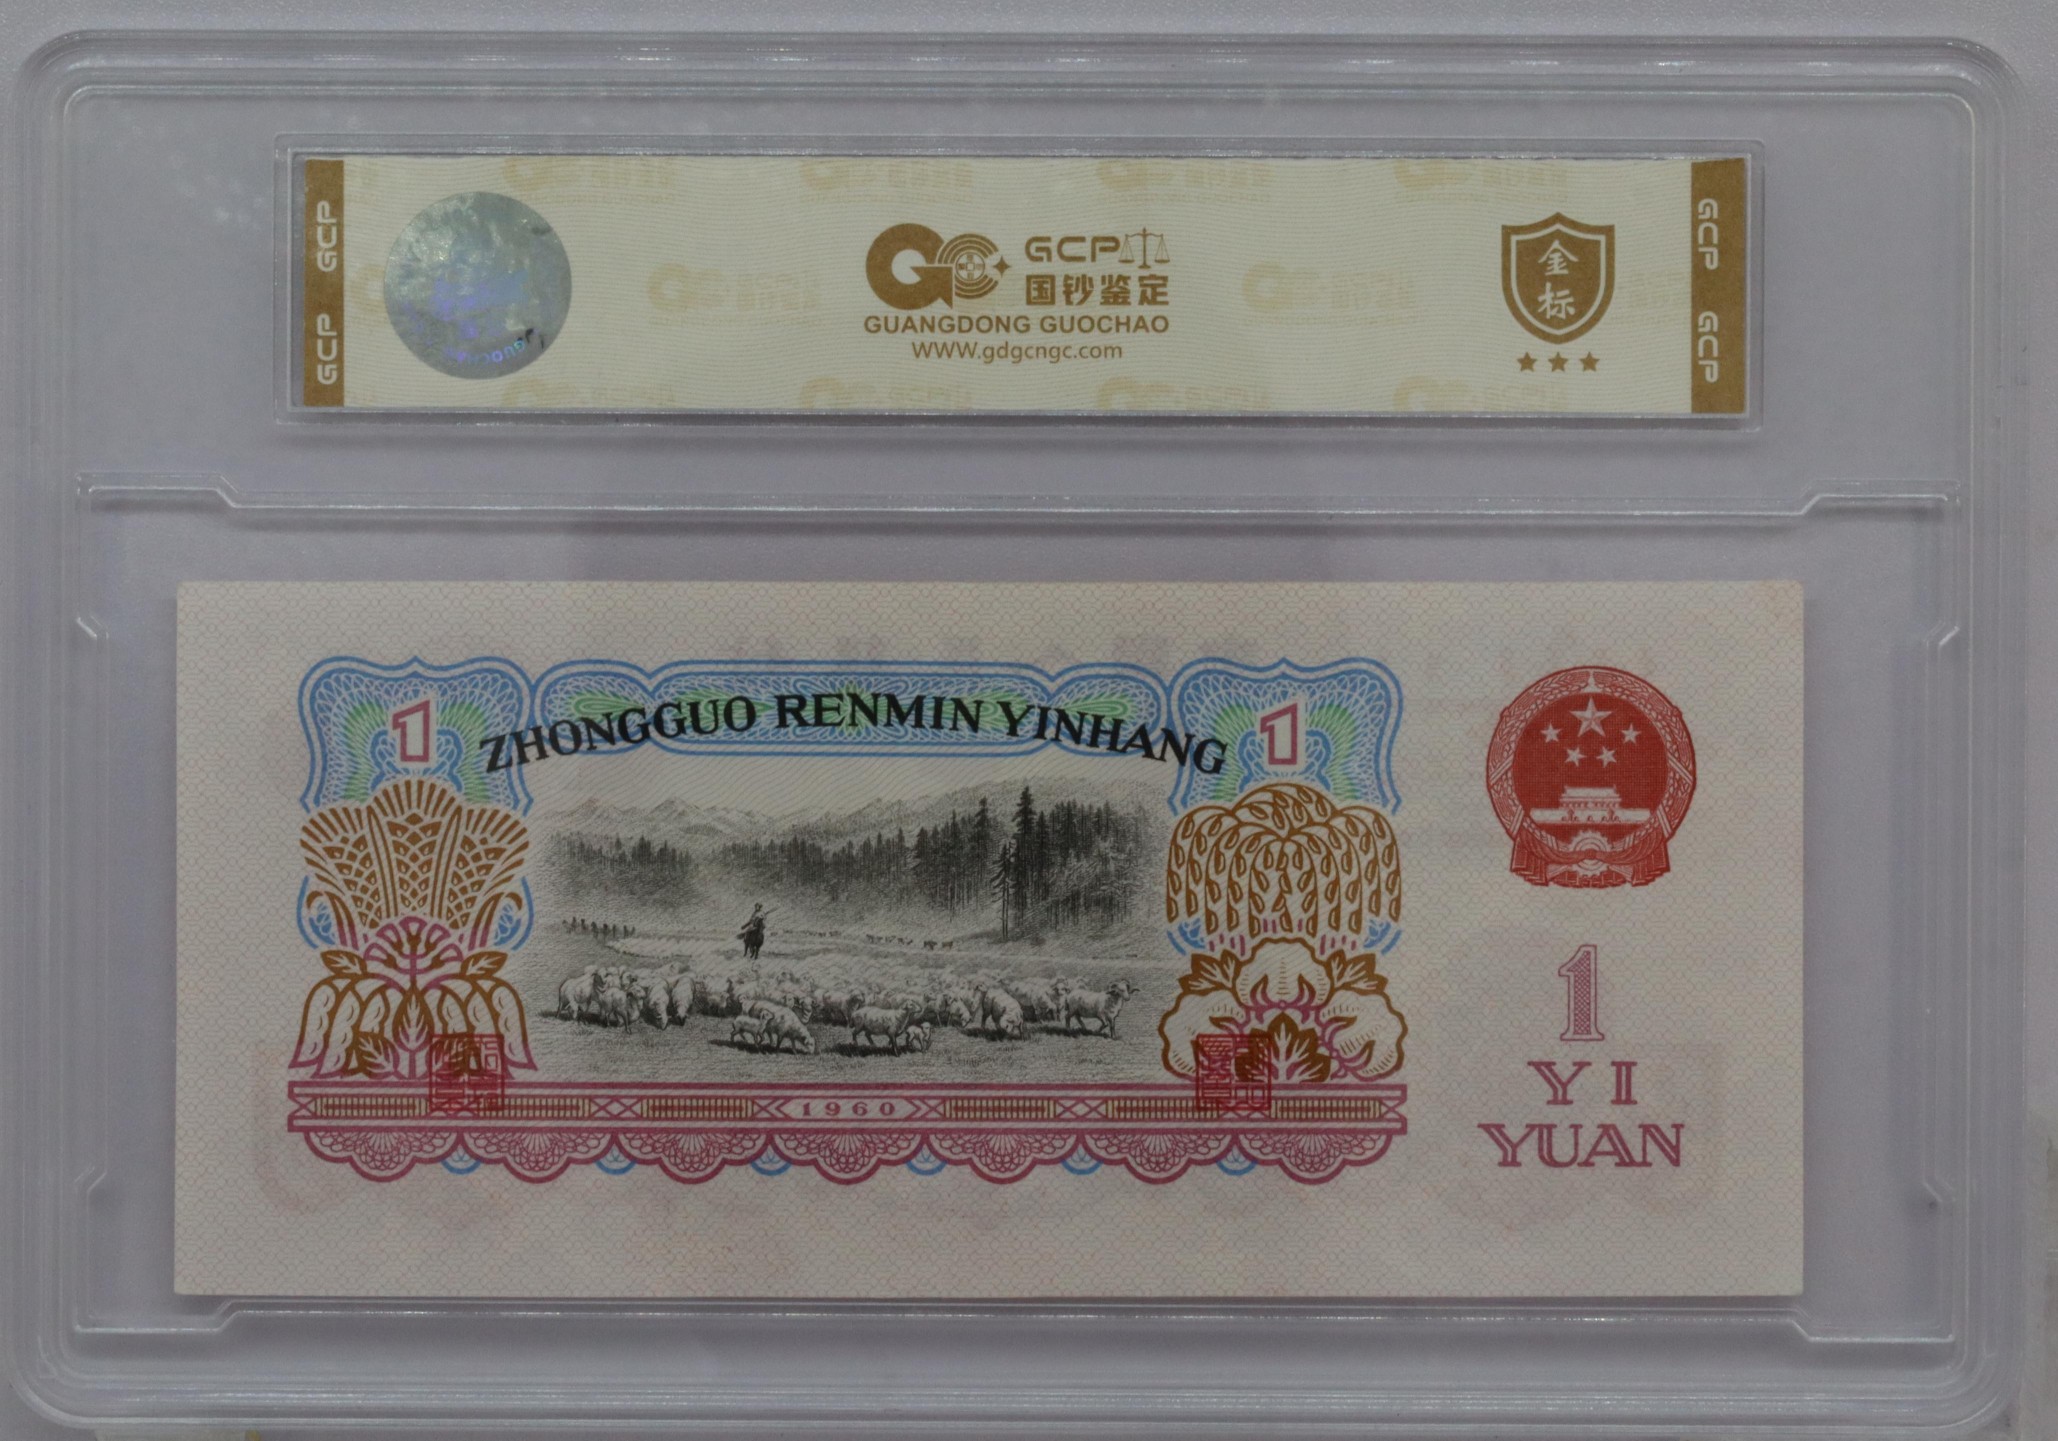 GCP GCP
GCP
国钞鉴定
GUANGDONG GUOCHAO
WWW.gdgcngc.com
金
标
GCP GCP
GUOCHAO
1
ZHONGGUO RENMIN YINHANG
1
1960
1
YI
YUAN